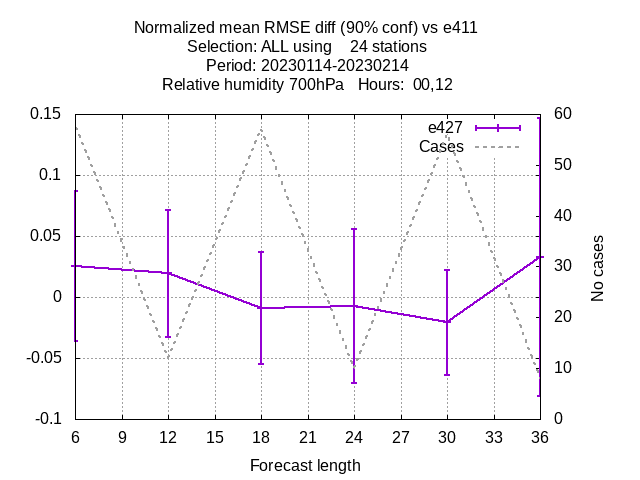 Normalized mean RMSE diff (90% conf) vs e411
Selection: ALL using    24 stations
Period: 20230114-20230214
Relative humidity 700hPa   Hours:  00,12
0.15
0.1
0.05
0
-0.05
-0.1
60
50
40
30
20
10
0
e427
Cases
No cases
6 9 12 15 18 21 24 27 30 33 36
Forecast length